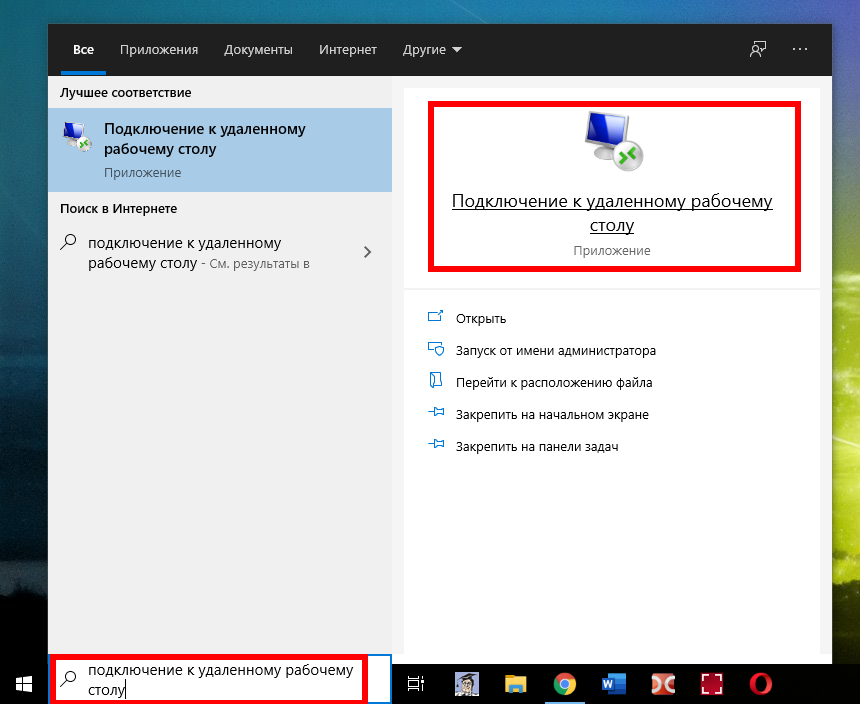 Все Приложения Документы Интернет Другие
Лучшее соответствие
Подключение к удаленному
рабочему столу
Приложение
Поиск в Интернете
подключение к удаленному
рабочему столу - См. результаты в
Подключение к удаленному рабочему
столу
Приложение
Открыть
Запуск от имени администратора
Перейти к расположению файла
Закрепить на начальном экране
Закрепить на панели задач
подключение к удаленному рабочему
столу